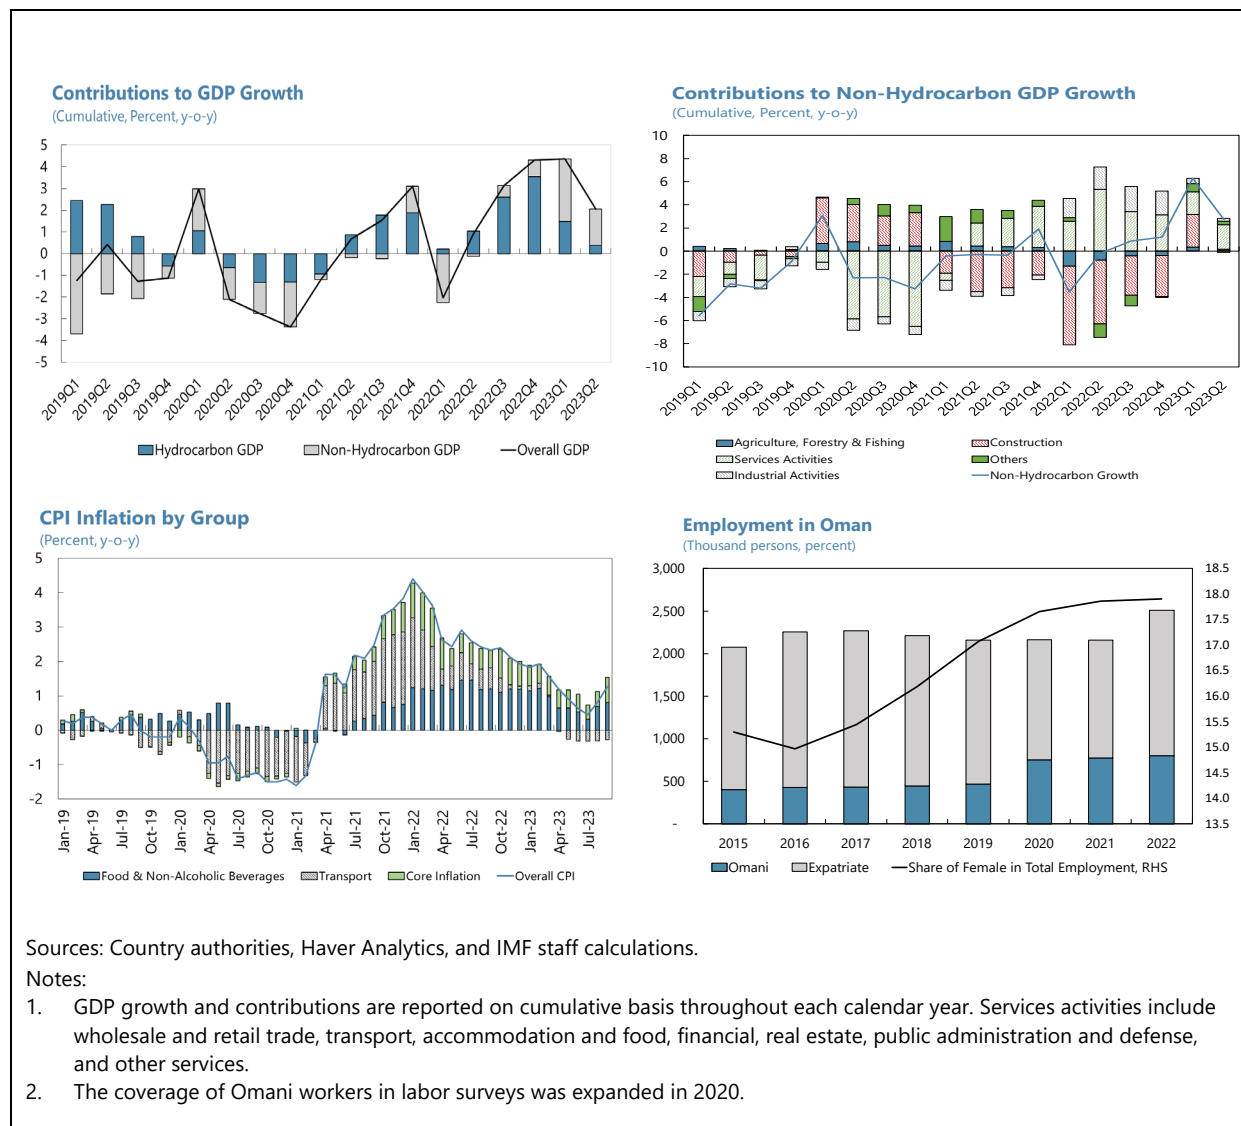 Contributions to GDP Growth
(Cumulative, Percent, y-o-y)
5
4
3
2
1
0
-1
-2
-3
-4
-5
2019Q1
2019Q2
2019Q3
2019Q4
2020Q1
2020Q2
2020Q3
2020Q4
2021Q1
2021Q2
2021Q3
2021Q4
2022Q1
2022Q2
2022Q3
2022Q4
2023Q1
2023Q2
Hydrocarbon GDP
Non-Hydrocarbon GDP
Overall GDP
Contributions to Non-Hydrocarbon GDP Growth
(Cumulative, Percent, y-o-y)
10
8
6
4
2
0
-2
-4
-6
-8
-10
2019Q1
2019Q2
2019Q3
2019Q4
2020Q1
2020Q2
2020Q3
2020Q4
2021Q1
2021Q2
2021Q3
2021Q4
2022Q1
2022Q2
2022Q3
2022Q4
2023Q1
2023Q2
Agriculture, Forestry & Fishing
Construction
Services Activities
Others
Industrial Activities
Non-Hydrocarbon Growth
CPI Inflation by Group
(Percent, y-o-y)
5
4
3
2
1
0
-1
-2
Jan-19
Apr-19
Jul-19
Oct-19
Jan-20
Apr-20
Jul-20
Oct-20
Jan-21
Apr-21
Jul-21
Oct-21
Jan-22
Apr-22
Jul-22
Oct-22
Jan-23
Apr-23
Jul-23
Food & Non-Alcoholic Beverages
Transport
Core Inflation
Overall CPI
Employment in Oman
(Thousand persons, percent)
3,000
2,500
2,000
1,500
1,000
500
-
18.5
18.0
17.5
17.0
16.5
16.0
15.5
15.0
14.5
14.0
13.5
2015
2016
2017
2018
2019
2020
2021
2022
Omani
Expatriate
Share of Female in Total Employment, RHS
Sources: Country authorities, Haver Analytics, and IMF staff calculations.
Notes:
1. GDP growth and contributions are reported on cumulative basis throughout each calendar year. Services activities include
wholesale and retail trade, transport, accommodation and food, financial, real estate, public administration and defense,
and other services.
2. The coverage of Omani workers in labor surveys was expanded in 2020.